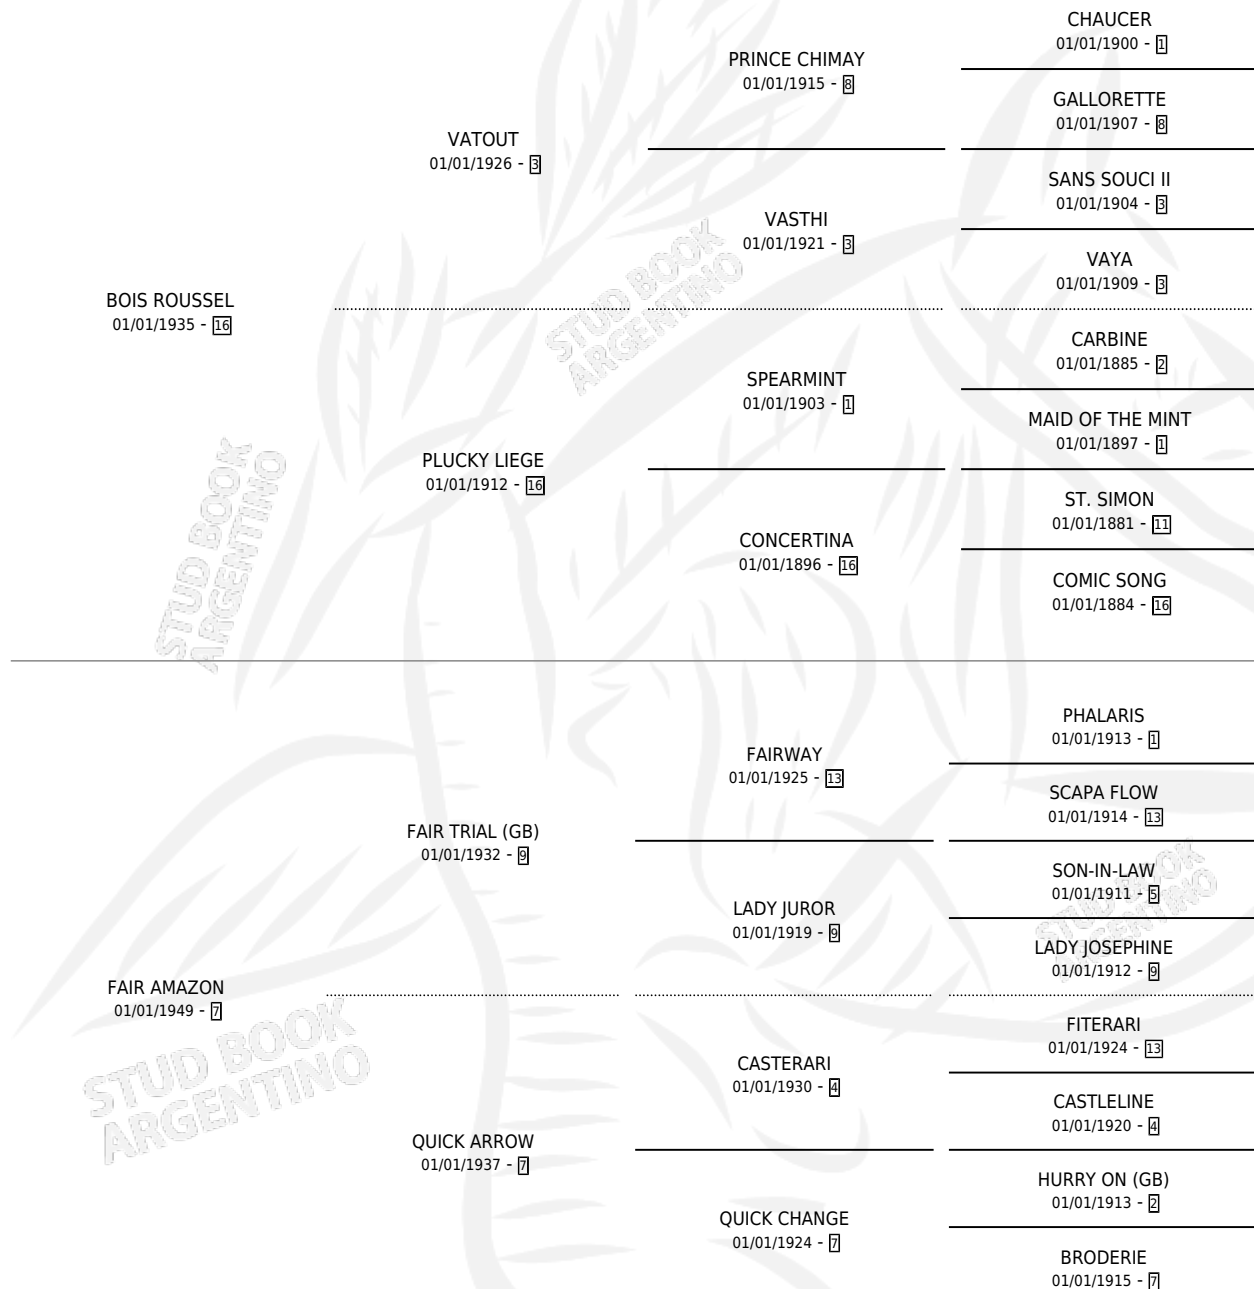 CHAUCER
01/01/1900 - 1
PRINCE CHIMAY
01/01/1915 - 8
GALLORETTE
01/01/1907 - 8
VATOUT
01/01/1926 - 3
SANS SOUCI II
01/01/1904 - 3
VASTHI
01/01/1921 - 3
VAYA
01/01/1909 - 3
BOIS ROUSSEL
01/01/1935 - 16
CARBINE
01/01/1885 - 2
SPEARMINT
01/01/1903 - 1
MAID OF THE MINT
01/01/1897 - 1
PLUCKY LIEGE
01/01/1912 - 16
ST. SIMON
01/01/1881 - 11
CONCERTINA
01/01/1896 - 16
COMIC SONG
01/01/1884 - 16
PHALARIS
01/01/1913 - 1
FAIRWAY
01/01/1925 - 13
SCAPA FLOW
01/01/1914 - 13
FAIR TRIAL (GB)
01/01/1932 - 9
SON-IN-LAW
01/01/1911 - 5
LADY JUROR
01/01/1919 - 9
LADY JOSEPHINE
01/01/1912 - 9
FAIR AMAZON
01/01/1949 - 7
FITERARI
01/01/1924 - 13
CASTERARI
01/01/1930 - 4
CASTLELINE
01/01/1920 - 4
QUICK ARROW
01/01/1937 - 7
HURRY ON (GB)
01/01/1913 - 2
QUICK CHANGE
01/01/1924 - 7
BRODERIE
01/01/1915 - 7
STUD BOOK
ARGENTINO
STUD BOOK
ARGENTINO
STUD BOOK
ARGENTINO
STUD BOOK
ARGENTINO